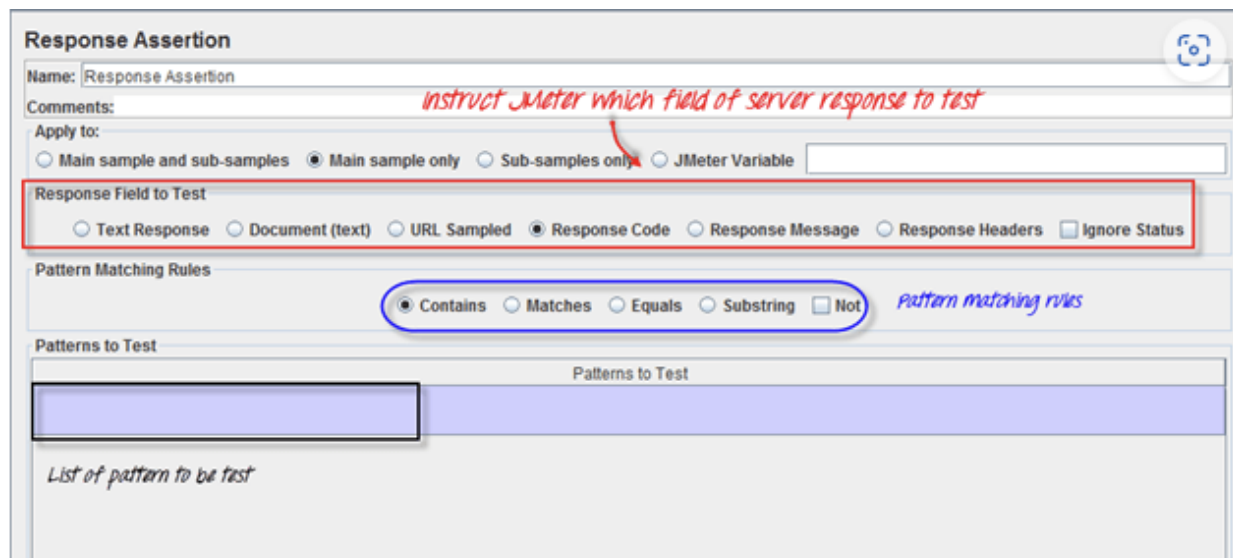 Response Assertion
Name: Response Assertion
Comments:
Instruct JMeter which field of server response to test
Apply to:
Main sample and sub-samples Main sample only Sub-samples only JMeter Variable
Response Field to Test
Text Response Document (text) URL Sampled Response Code Response Message Response Headers Ignore Status
Pattern Matching Rules
Contains Matches Equals Substring Not Pattern matching rules
Patterns to Test
Patterns to Test
List of pattern to be test